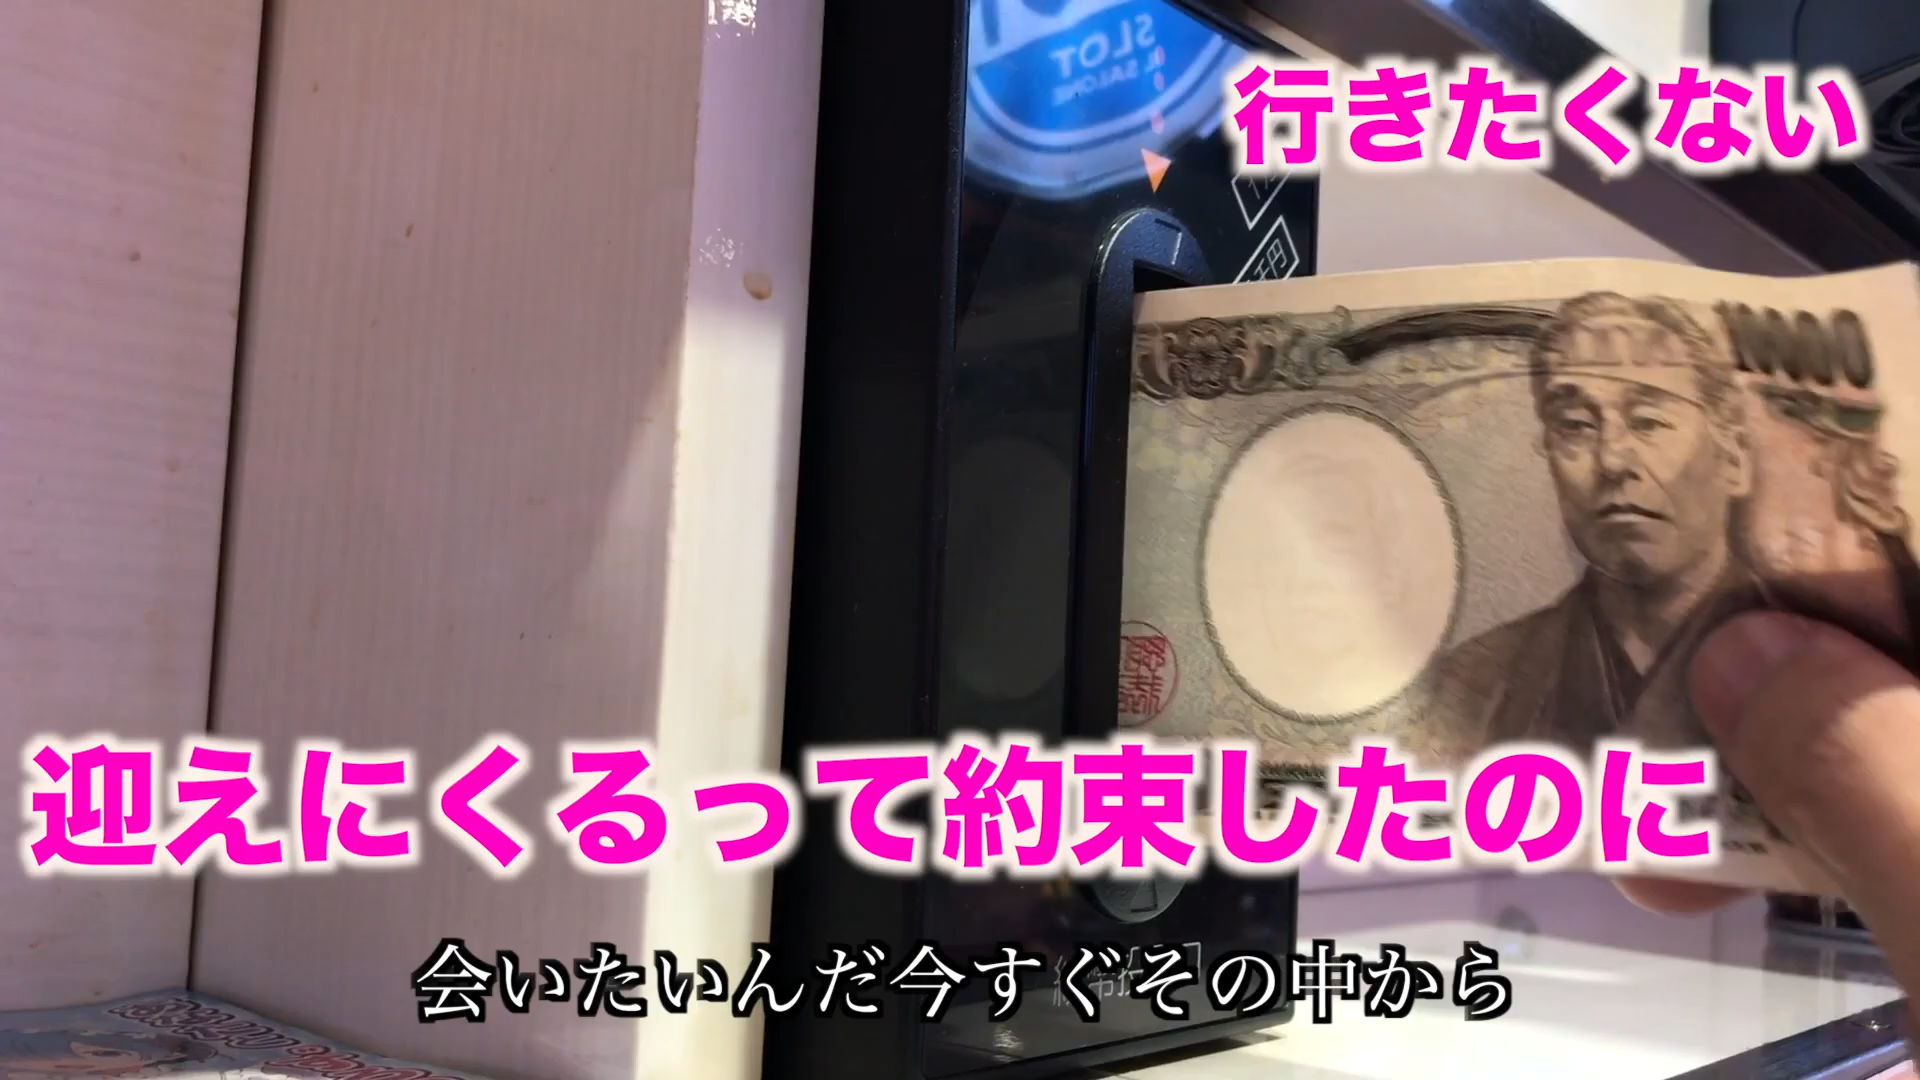 行きたくない
SLOT
10000
迎えにくるって約束したのに
会いたいんだ今すぐその中から